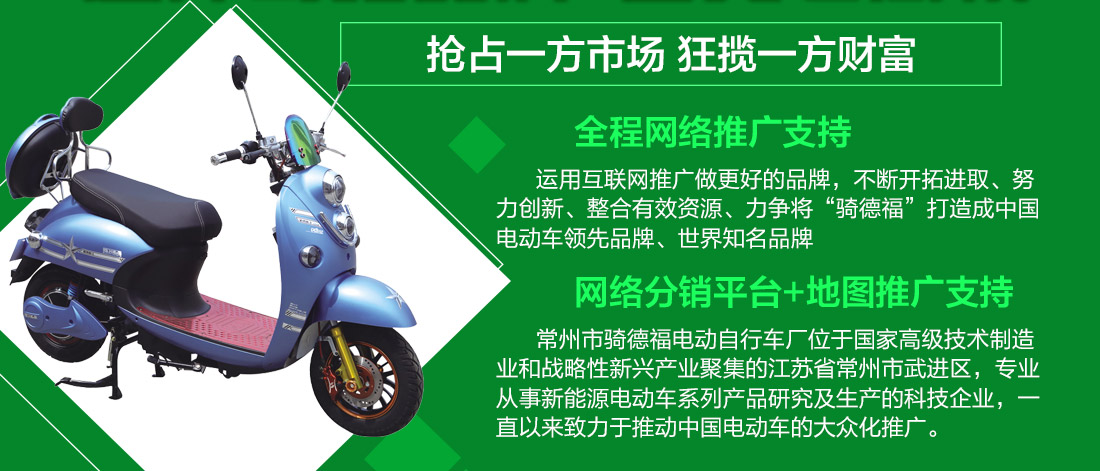 抢占一方市场 狂揽一方财富
全程网络推广支持
运用互联网推广做更好的品牌，不断开拓进取、努
力创新、整合有效资源、力争将“骑德福”打造成中国
电动车领先品牌、世界知名品牌
网络分销平台+地图推广支持
常州市骑德福电动自行车厂位于国家高级技术制造
业和战略性新兴产业聚集的江苏省常州市武进区，专业
从事新能源电动车系列产品研究及生产的科技企业，一
直以来致力于推动中国电动车的大众化推广。